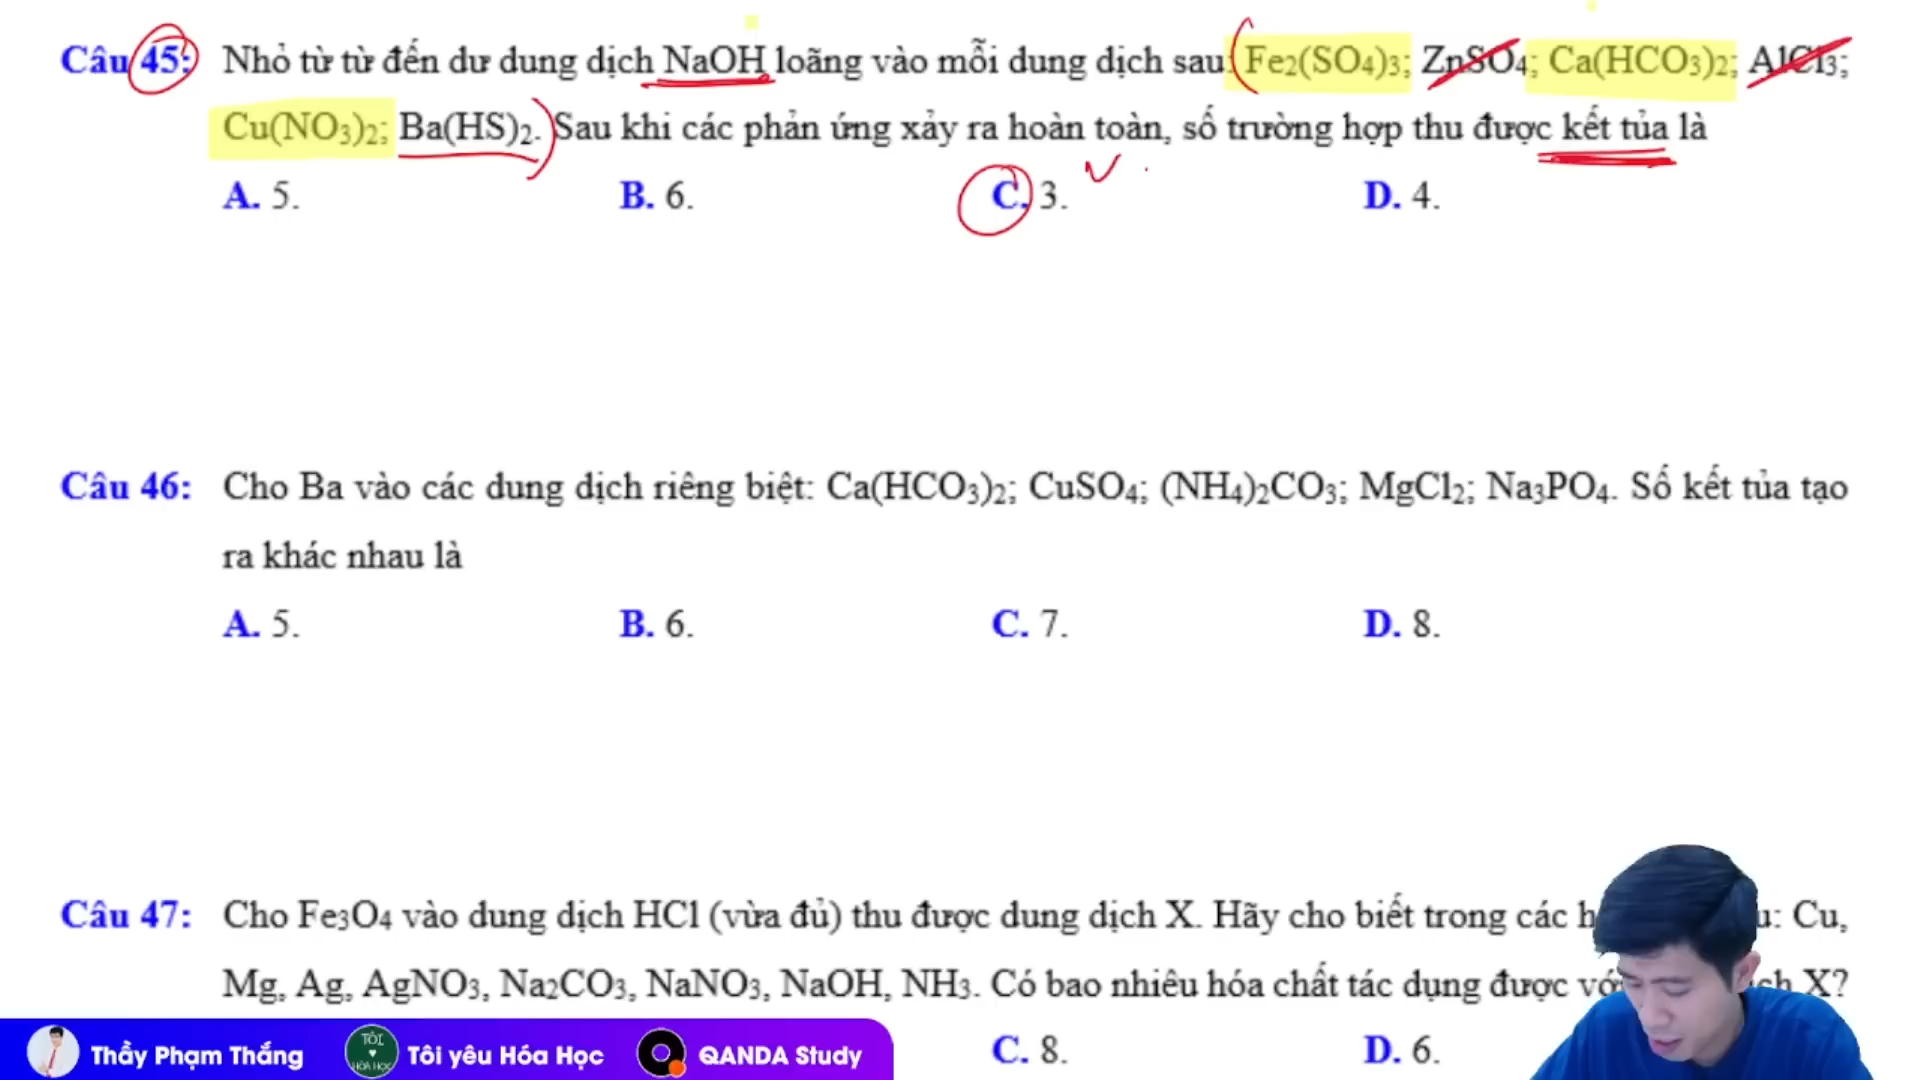 Câu 45: Nhỏ từ từ đến dư dung dịch NaOH loãng vào mỗi dung dịch sau: Fe2(SO4)3; ZnSO4; Ca(HCO3)2; AlCl3;
Cu(NO3)2; Ba(HS)2. Sau khi các phản ứng xảy ra hoàn toàn, số trường hợp thu được kết tủa là
A. 5. B. 6. C. 3. D. 4.
Câu 46: Cho Ba vào các dung dịch riêng biệt: Ca(HCO3)2; CuSO4; (NH4)2CO3; MgCl2; Na3PO4. Số kết tủa tạo
ra khác nhau là
A. 5. B. 6. C. 7. D. 8.
Câu 47: Cho Fe3O4 vào dung dịch HCl (vừa đủ) thu được dung dịch X. Hãy cho biết trong các Cu,
Mg, Ag, AgNO3, Na2CO3, NaNO3, NaOH, NH3. Có bao nhiêu hóa chất tác dụng được X?
C. 8. D. 6.
Thầy Phạm Thắng TÔI ♥ HÓA HỌC Tôi yêu Hóa Học QANDA Study